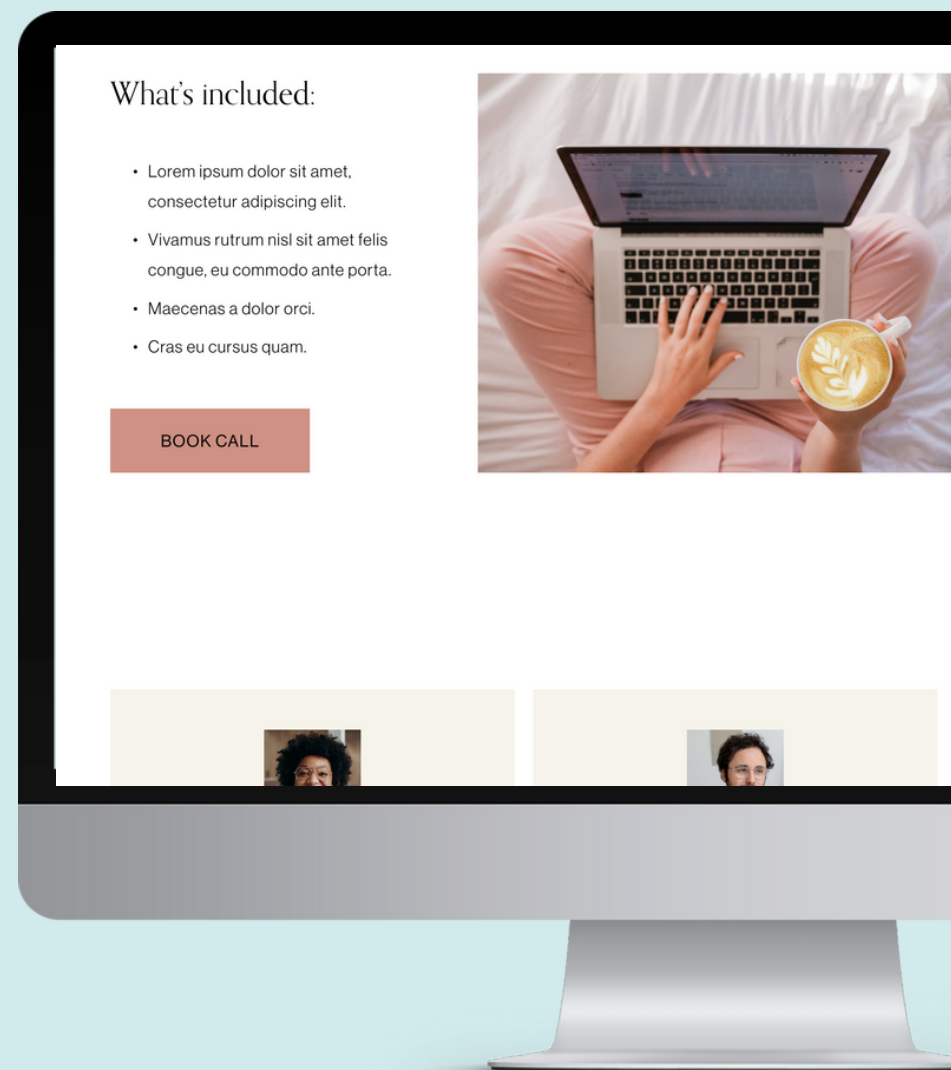 What's included:
• Lorem ipsum dolor sit amet,
consectetur adipiscing elit.
• Vivamus rutrum nisl sit amet felis
congue, eu commodo ante porta.
• Maecenas a dolor orci.
• Cras eu cursus quam.
BOOK CALL